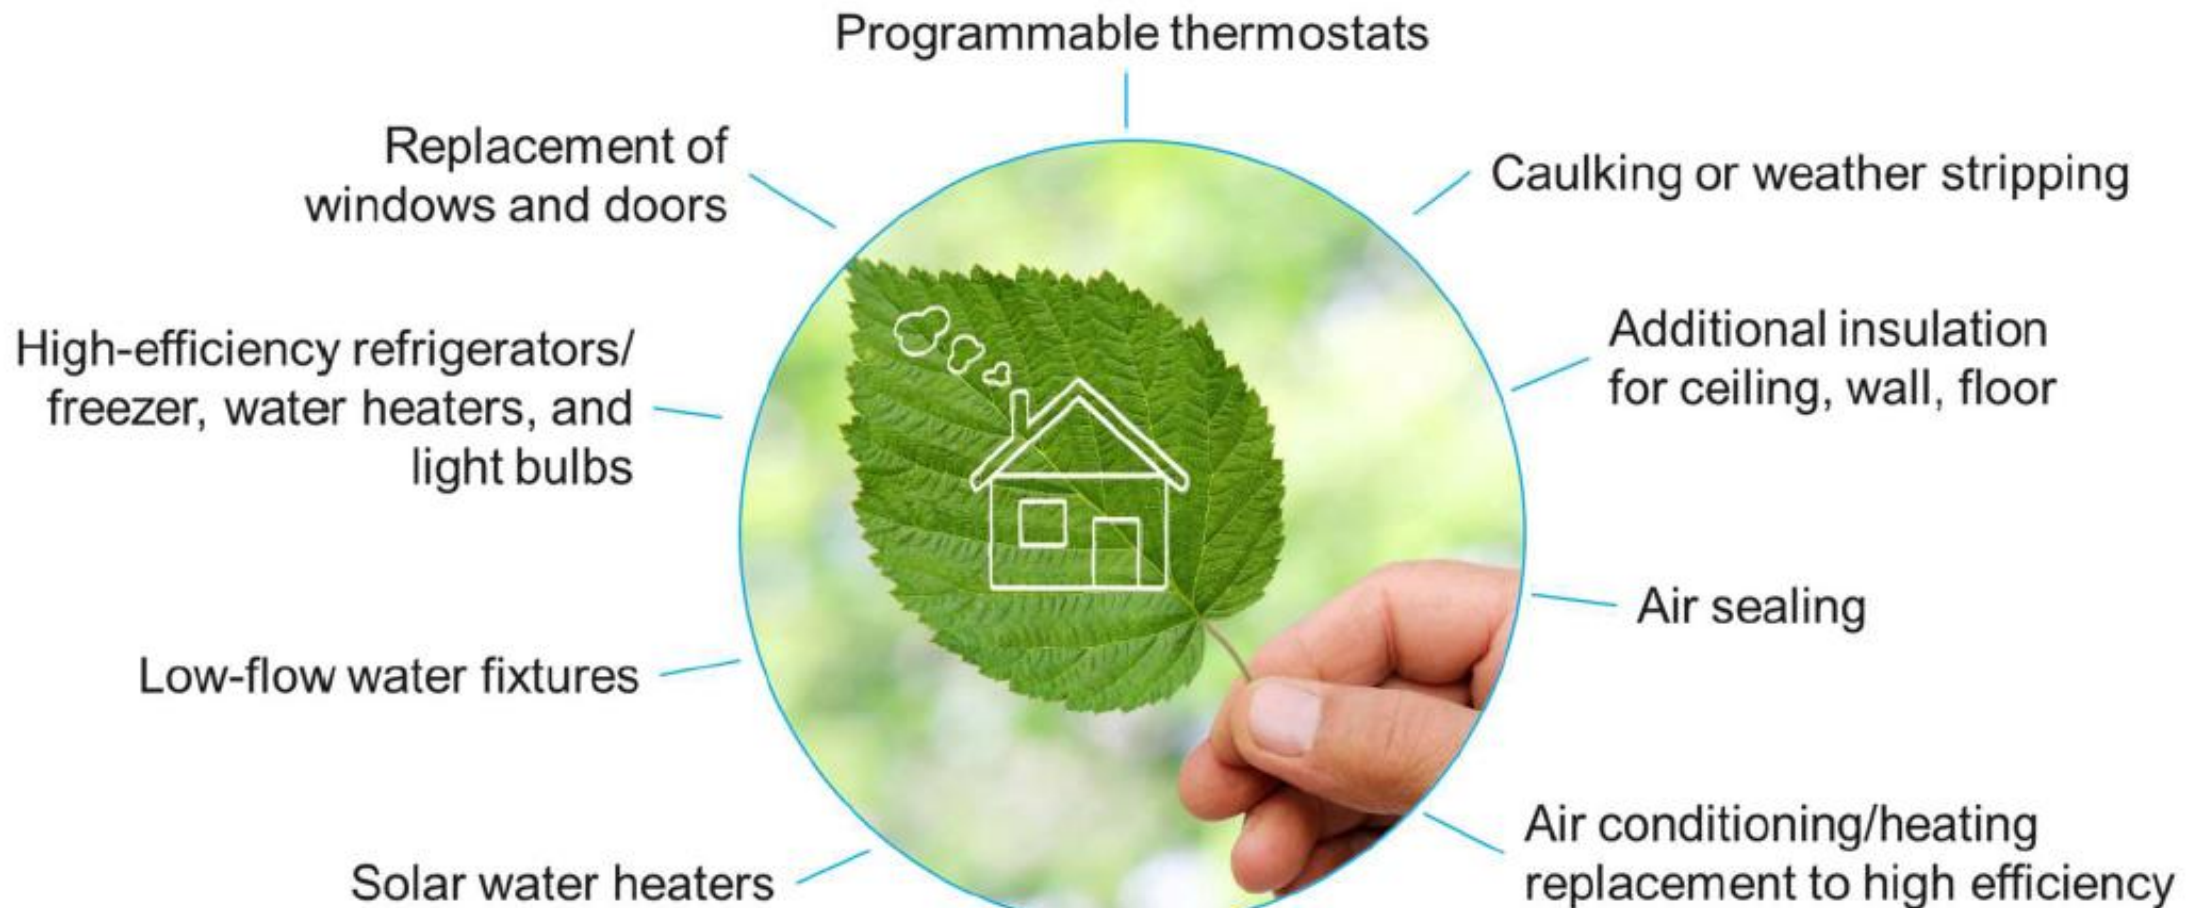 Programmable thermostats
Replacement of
windows and doors
Caulking or weather stripping
High-efficiency refrigerators/
freezer, water heaters, and
light bulbs
Additional insulation
for ceiling, wall, floor
Air sealing
Low-flow water fixtures
Solar water heaters
Air conditioning/heating
replacement to high efficiency